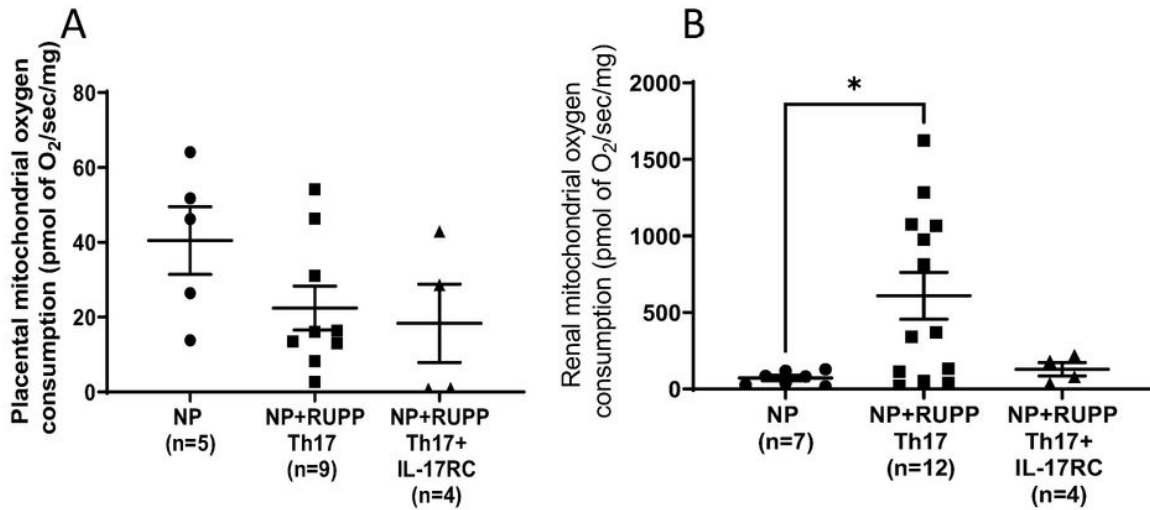 A
Placental mitochondrial oxygen
consumption (pmol of O₂/sec/mg)
80
60
40
20
0
NP
(n=5)
NP+RUPP
Th17
(n=9)
NP+RUPP
Th17+
IL-17RC
(n=4)
B
Renal mitochondrial oxygen
consumption (pmol of O₂/sec/mg)
2000
1500
1000
500
0
*
NP
(n=7)
NP+RUPP
Th17
(n=12)
NP+RUPP
Th17+
IL-17RC
(n=4)